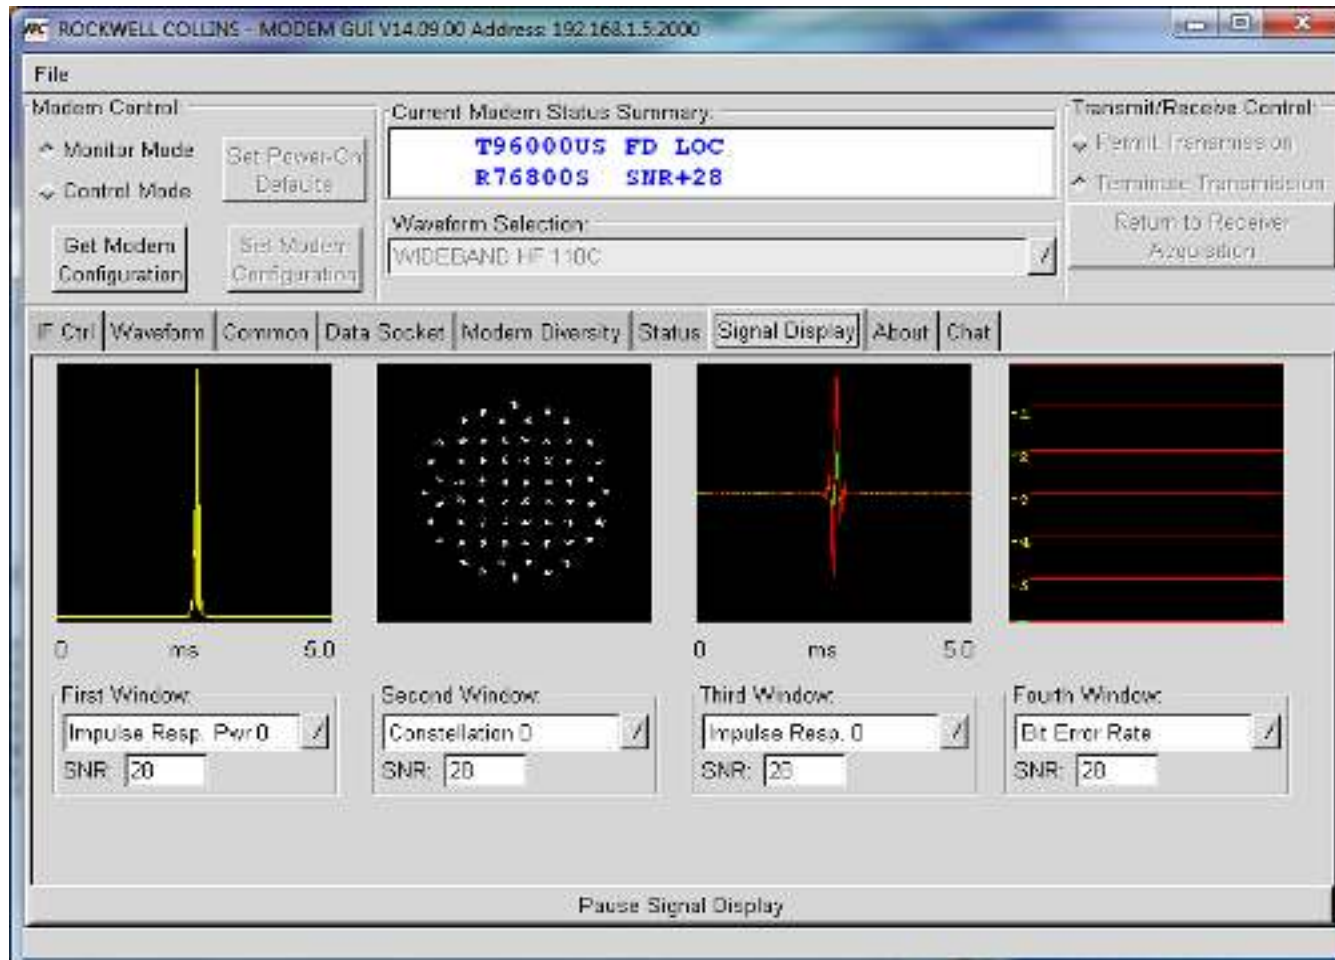 ROCKWELL COLLINS - MODEM GUI V14.09.00 Address: 192.168.1.5:2000
File
Modem Control:
Monitor Mode
Control Mode
Set Power-On
Defaults
Get Modem
Configuration
Set Modem
Configuration
Current Modem Status Summary:
T96000US FD LOC
R76800S SNR+28
Waveform Selection:
WIDEBAND HF 110C
Transmit/Receive Control:
Permit Transmission
Terminate Transmission
Return to Receiver
Acquisition
IF Ctrl Waveform Common Data Socket Modem Diversity Status Signal Display About Chat
-1
-2
-4
0 ms 5.0
0 ms 5.0
First Window:
Impulse Resp. Pwr 0
SNR:
Second Window:
Constellation 0
SNR:
Third Window:
Impulse Resp. 0
SNR:
Fourth Window:
Bit Error Rate
SNR:
Pause Signal Display